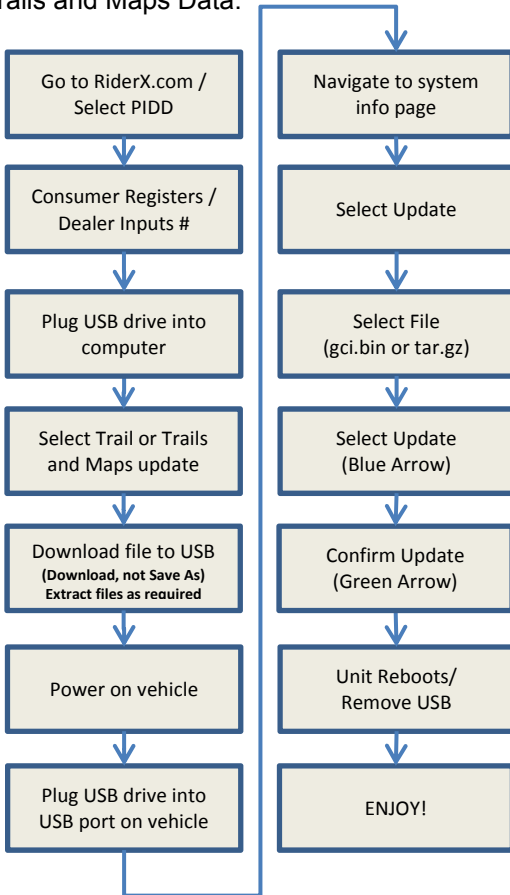 Trails and Maps Data:
Go to RiderX.com /
Select PIDD
Consumer Registers /
Dealer Inputs #
Plug USB drive into
computer
Select Trail or Trails
and Maps update
Download file to USB
(Download, not Save As)
Extract files as required
Power on vehicle
Plug USB drive into
USB port on vehicle
Navigate to system
info page
Select Update
Select File
(gci.bin or tar.gz)
Select Update
(Blue Arrow)
Confirm Update
(Green Arrow)
Unit Reboots/
Remove USB
ENJOY!